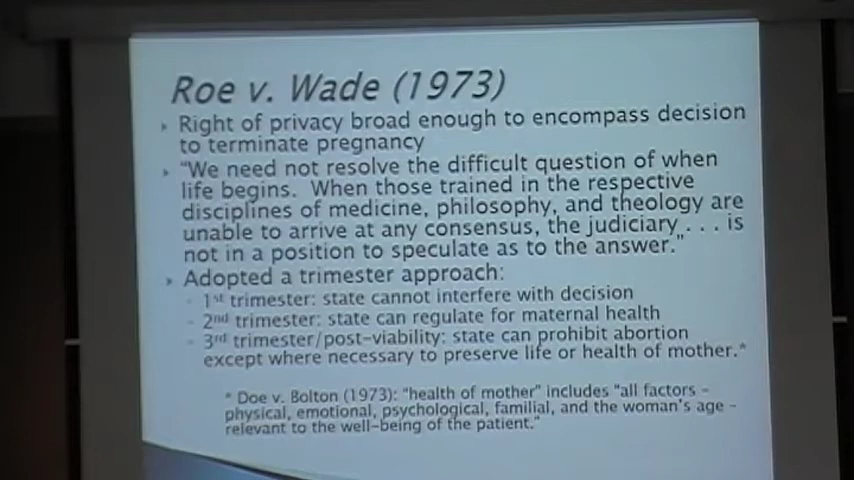 Roe v. Wade (1973)
Right of privacy broad enough to encompass decision
to terminate pregnancy
"We need not resolve the difficult question of when
life begins. When those trained in the respective
disciplines of medicine, philosophy, and theology are
unable to arrive at any consensus, the judiciary . . . is
not in a position to speculate as to the answer."
Adopted a trimester approach:
1st trimester: state cannot interfere with decision
2nd trimester: state can regulate for maternal health
3rd trimester/post-viability: state can prohibit abortion
except where necessary to preserve life or health of mother.*
* Doe v. Bolton (1973): "health of mother" includes "all factors -
physical, emotional, psychological, familial, and the woman's age -
relevant to the well-being of the patient."